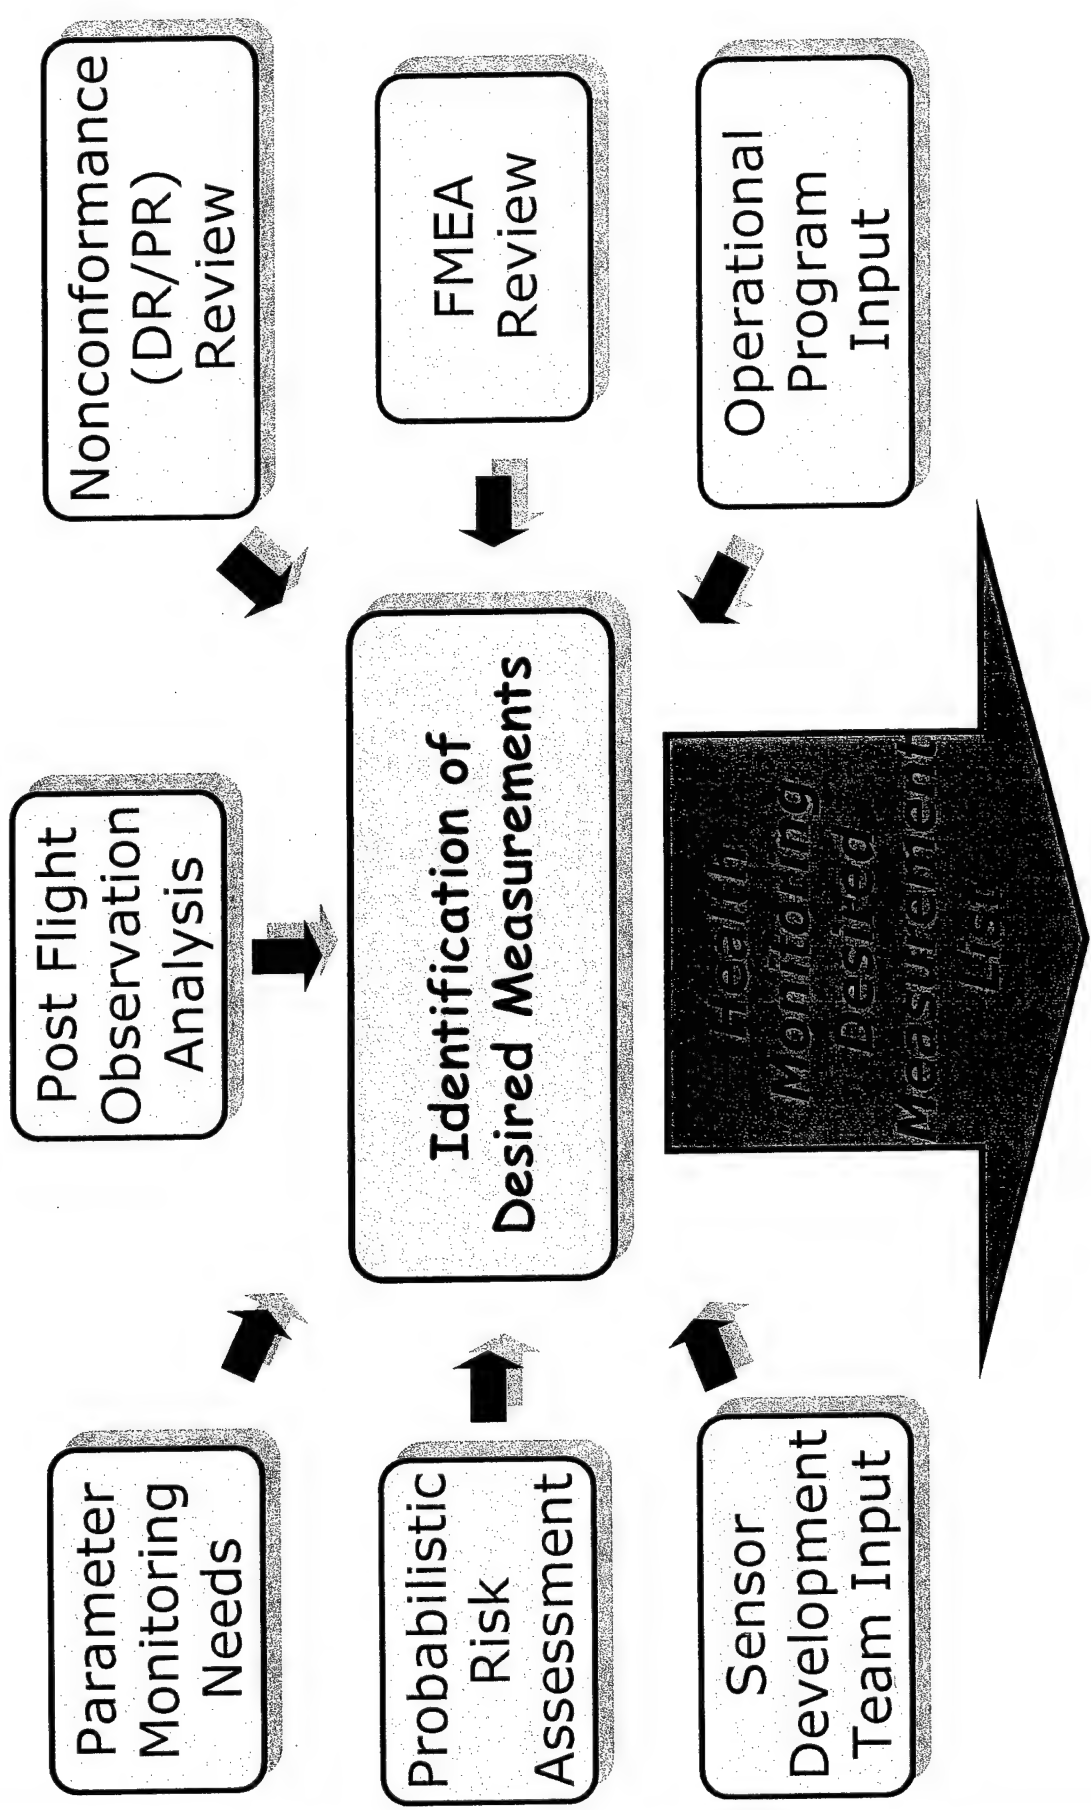 Parameter
Monitoring
Needs
Post Flight
Observation
Analysis
Nonconformance
(DR/PR)
Review
Probabilistic
Risk
Assessment
Identification of
Desired Measurements
FMEA
Review
Sensor
Development
Team Input
Health
Monitoring
Desired
Measurement
List
Operational
Program
Input